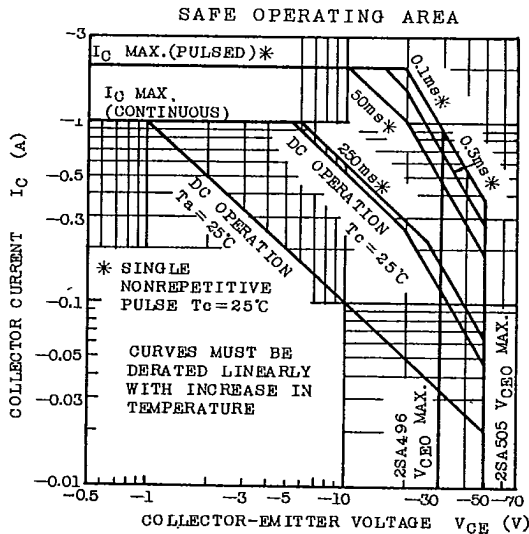 SAFE OPERATING AREA
-3
IC MAX.(PULSED)*
IC MAX.
(CONTINUOUS)
0.1ms*
50ms*
0.3ms*
250ms*
-1
DC OPERATION
Tc=25℃
DC OPERATION
Ta=25℃
-0.5
-0.3
* SINGLE
NONREPETITIVE
PULSE Tc=25℃
-0.1
CURVES MUST BE
DERATED LINEARLY
WITH INCREASE IN
TEMPERATURE
-0.05
-0.03
-0.01
2SA496
VCEO MAX.
2SA505 VCEO MAX.
COLLECTOR CURRENT IC (A)
-0.5 -1 -3 -5 -10 -30 -50 -70
COLLECTOR-EMITTER VOLTAGE VCE (V)